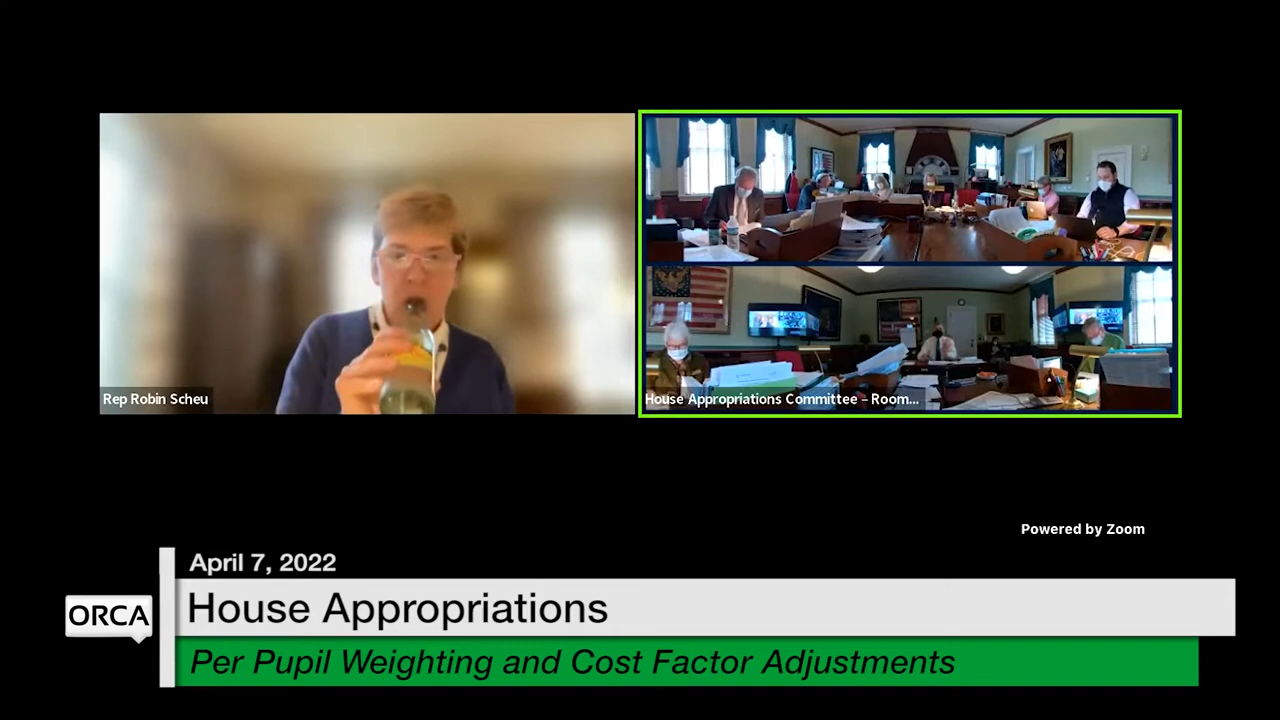 Rep Robin Scheu
House Appropriations Committee – Room...
Powered by Zoom
April 7, 2022
ORCA
House Appropriations
Per Pupil Weighting and Cost Factor Adjustments